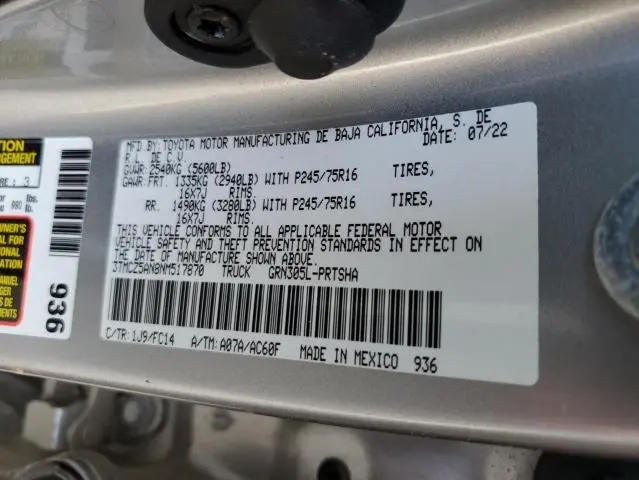 MFD BY: TOYOTA MOTOR MANUFACTURING DE BAJA CALIFORNIA, S. DE
R.L. DE C.V. DATE: 07/22
GVWR: 2540KG (5600LB)
GAWR: FRT. 1335KG (2940LB) WITH P245/75R16 TIRES,
16X7J RIMS
RR. 1490KG (3280LB) WITH P245/75R16 TIRES,
16X7J RIMS.
THIS VEHICLE CONFORMS TO ALL APPLICABLE FEDERAL MOTOR
VEHICLE SAFETY AND THEFT PREVENTION STANDARDS IN EFFECT ON
THE DATE OF MANUFACTURE SHOWN ABOVE.
3TMCZ5AN8NM517870 TRUCK GRN305L-PRTSHA
C/TR: 1J9/FC14 A/TM: A07A/AC60F MADE IN MEXICO 936
3
980 lbs.
936